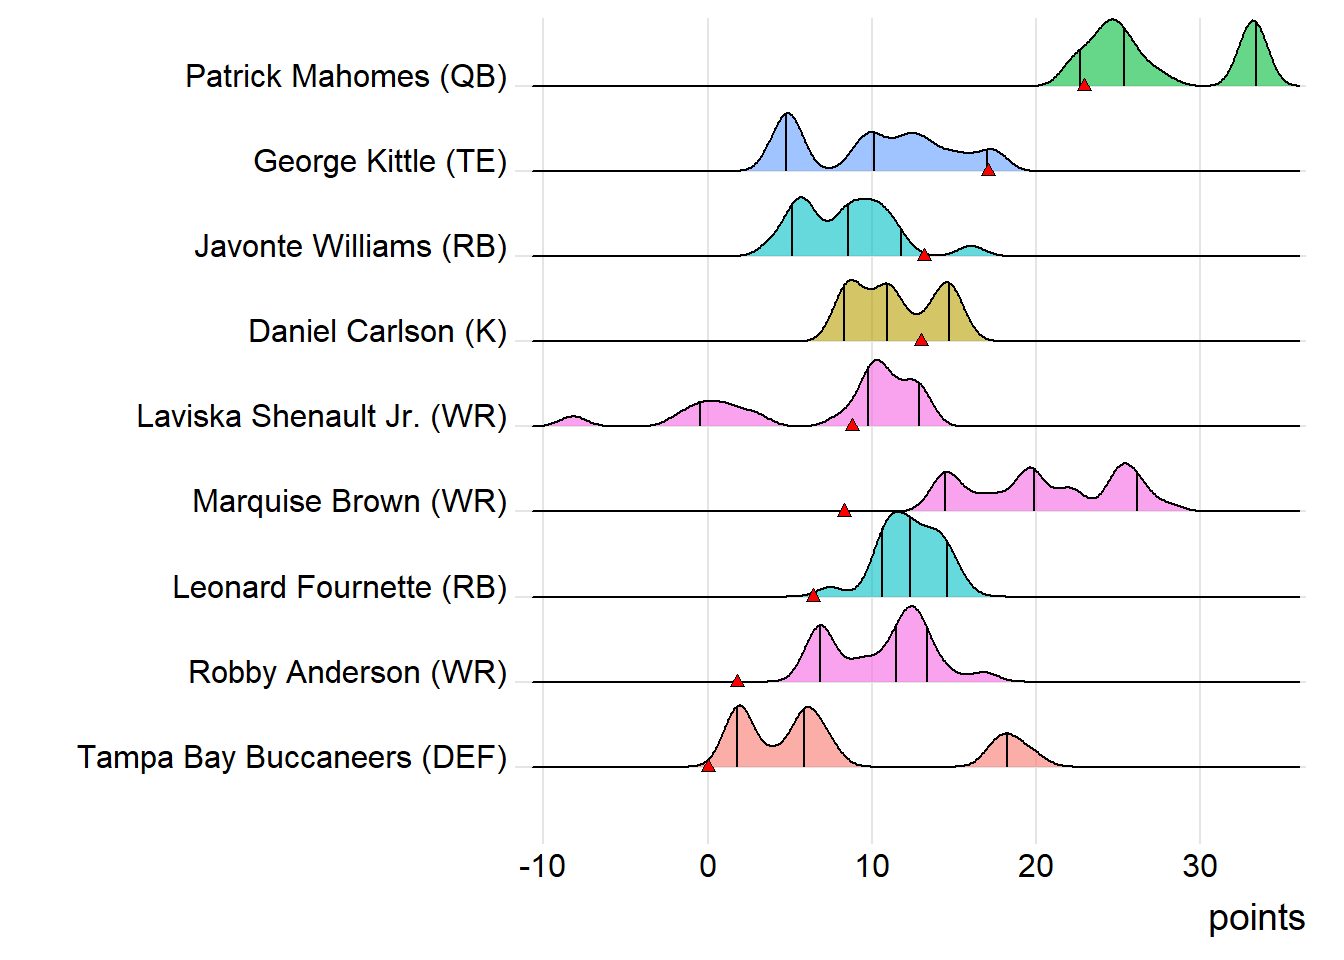 Patrick Mahomes (QB)
George Kittle (TE)
Javonte Williams (RB)
Daniel Carlson (K)
Laviska Shenault Jr. (WR)
Marquise Brown (WR)
Leonard Fournette (RB)
Robby Anderson (WR)
Tampa Bay Buccaneers (DEF)
-10 0 10 20 30
points